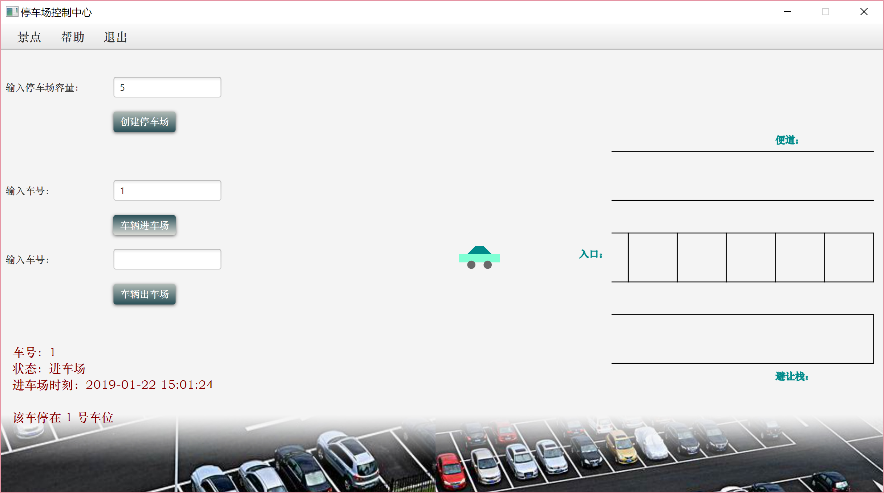 停车场控制中心
景点 帮助 退出
输入停车场容量： 5
创建停车场
便道：
输入车号： 1
车辆进车场
入口：
输入车号：
车辆出车场
车号：1
状态：进车场
进车场时刻：2019-01-22 15:01:24
避让栈：
该车停在 1 号车位